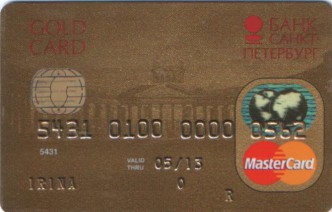 GOLD
CARD
БАНК
САНКТ
ПЕТЕРБУРГ
5431 0100 0000 0562
5431
VALID
THRU
05/13
MasterCard
IRINA O R